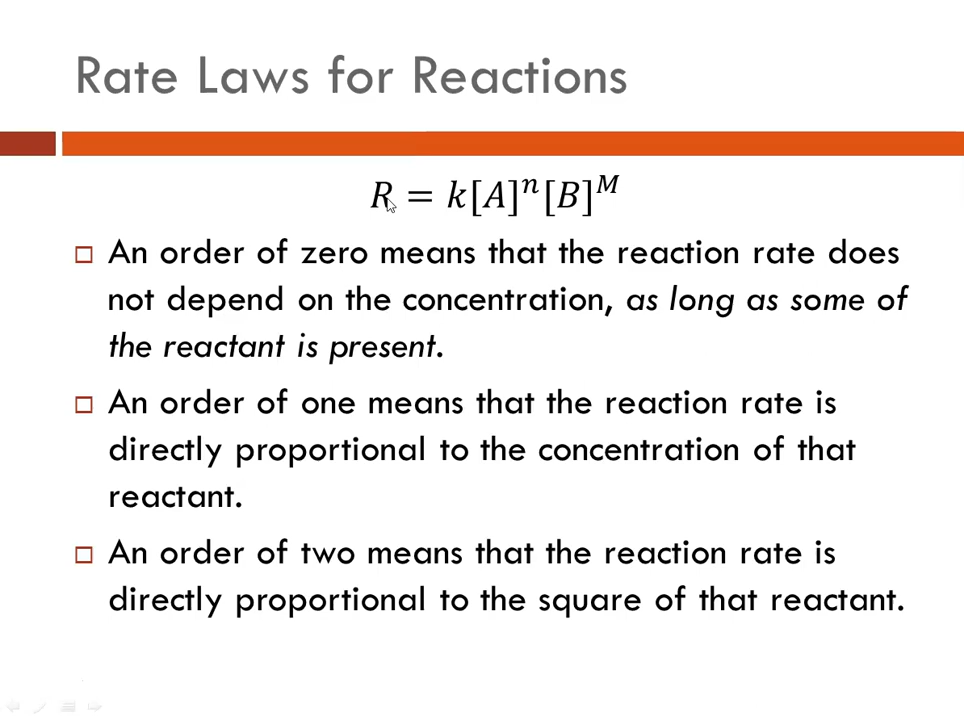 Rate Laws for Reactions
R = k[A]ⁿ[B]ᴹ
An order of zero means that the reaction rate does
not depend on the concentration, as long as some of
the reactant is present.
An order of one means that the reaction rate is
directly proportional to the concentration of that
reactant.
An order of two means that the reaction rate is
directly proportional to the square of that reactant.